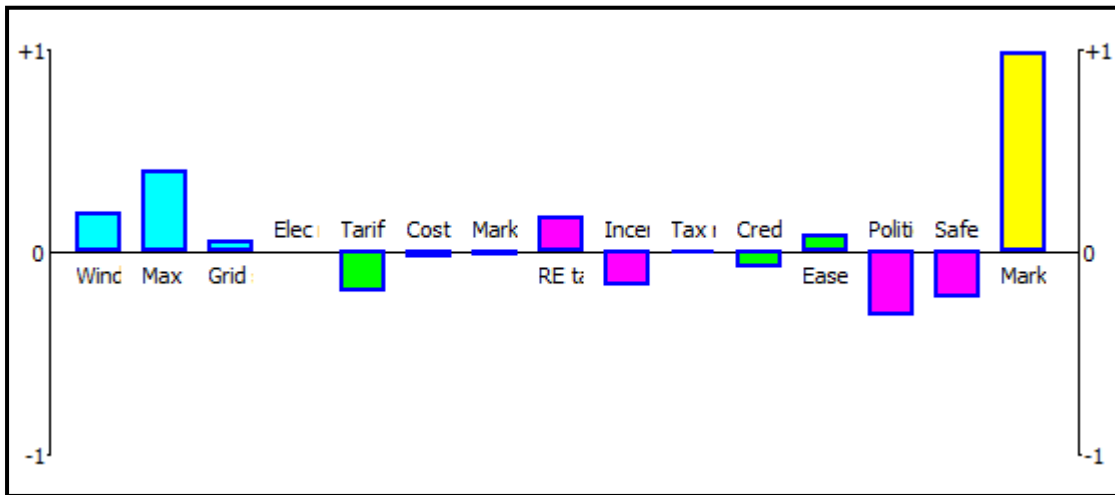 +1 +1
Elec Tarif Cost Mark Incer Tax r Cred Politi Safe
0 0
Wind Max Grid RE ta Ease Mark
-1 -1